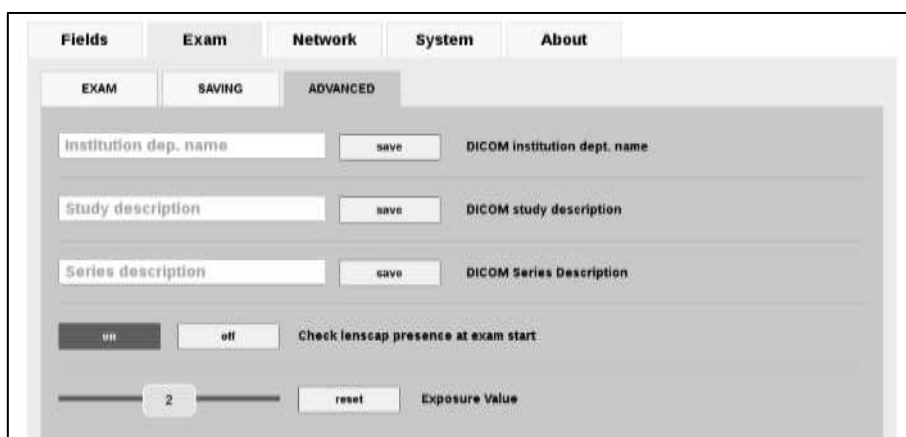 Fields Exam Network System About
EXAM SAVING ADVANCED
Institution dep. name save DICOM institution dept. name
Study description save DICOM study description
Series description save DICOM Series Description
on off Check lenscap presence at exam start
2 reset Exposure Value